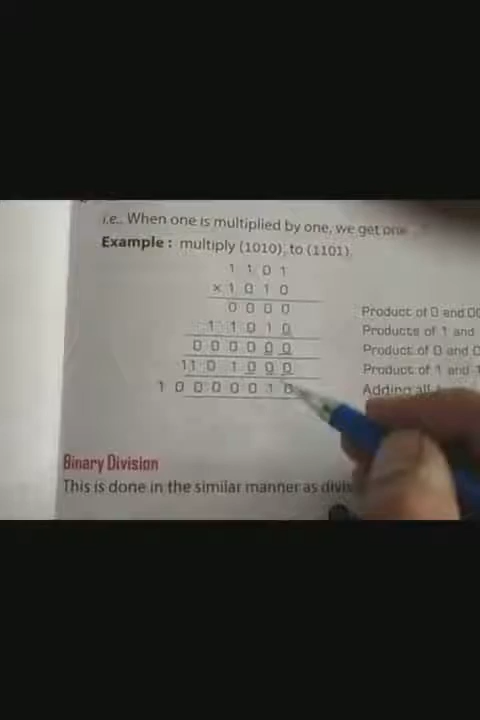 i.e.. When one is multiplied by one, we get one
Example : multiply (1010)₂ to (1101)
1 1 0 1
× 1 0 1 0
0 0 0 0
1 1 0 1 0
0 0 0 0 0 0
11 0 1 0 0 0
1 0 0 0 0 0 1 0
Product of 0 and
Products of 1 and
Product of 0 and
Product of 1 and
Adding all
Binary Division
This is done in the similar manner as